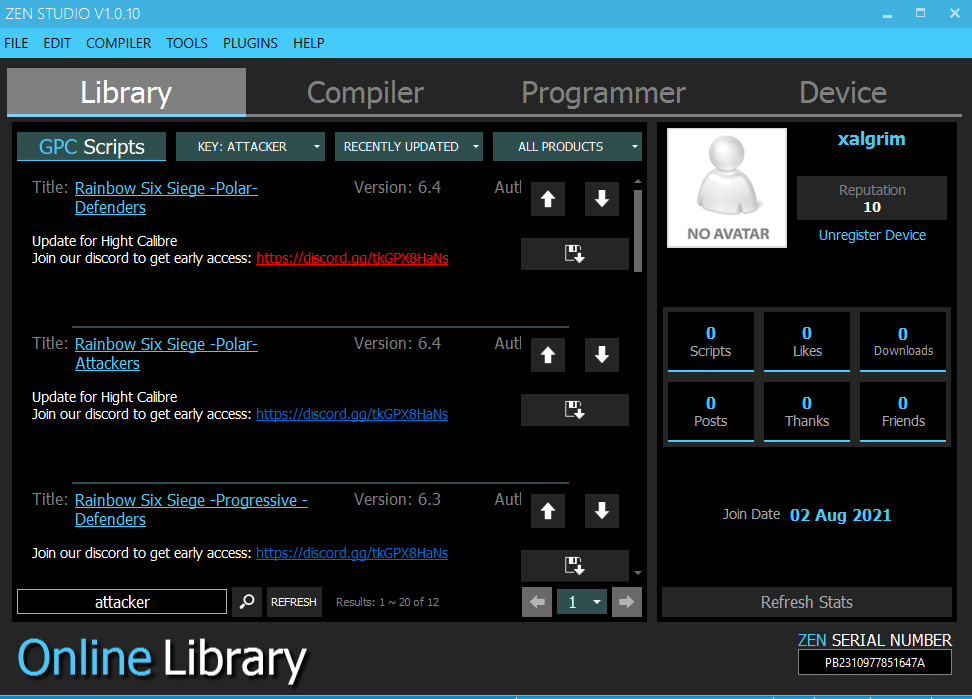 ZEN STUDIO V1.0.10
FILE EDIT COMPILER TOOLS PLUGINS HELP
Library Compiler Programmer Device
GPC Scripts KEY: ATTACKER RECENTLY UPDATED ALL PRODUCTS
Title: Rainbow Six Siege -Polar- Version: 6.4 Autl
Defenders
Update for Hight Calibre
Join our discord to get early access: https://discord.gg/tkGPX8HaNs
Title: Rainbow Six Siege -Polar- Version: 6.4 Autl
Attackers
Update for Hight Calibre
Join our discord to get early access: https://discord.gg/tkGPX8HaNs
Title: Rainbow Six Siege -Progressive - Version: 6.3 Autl
Defenders
Join our discord to get early access: https://discord.gg/tkGPX8HaNs
attacker REFRESH Results: 1 ~ 20 of 12 1
NO AVATAR
xalgrim
Reputation
10
Unregister Device
0 0 0
Scripts Likes Downloads
0 0 0
Posts Thanks Friends
Join Date 02 Aug 2021
Refresh Stats
Online Library
ZEN SERIAL NUMBER
PB2310977851647A